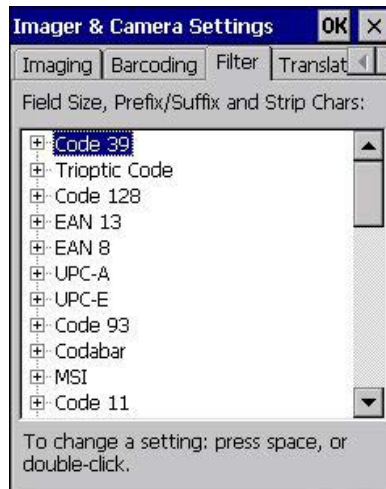 Imager & Camera Settings OK ×
Imaging Barcoding Filter Translat
Field Size, Prefix/Suffix and Strip Chars:
Code 39
Trioptic Code
Code 128
EAN 13
EAN 8
UPC-A
UPC-E
Code 93
Codabar
MSI
Code 11
To change a setting: press space, or
double-click.